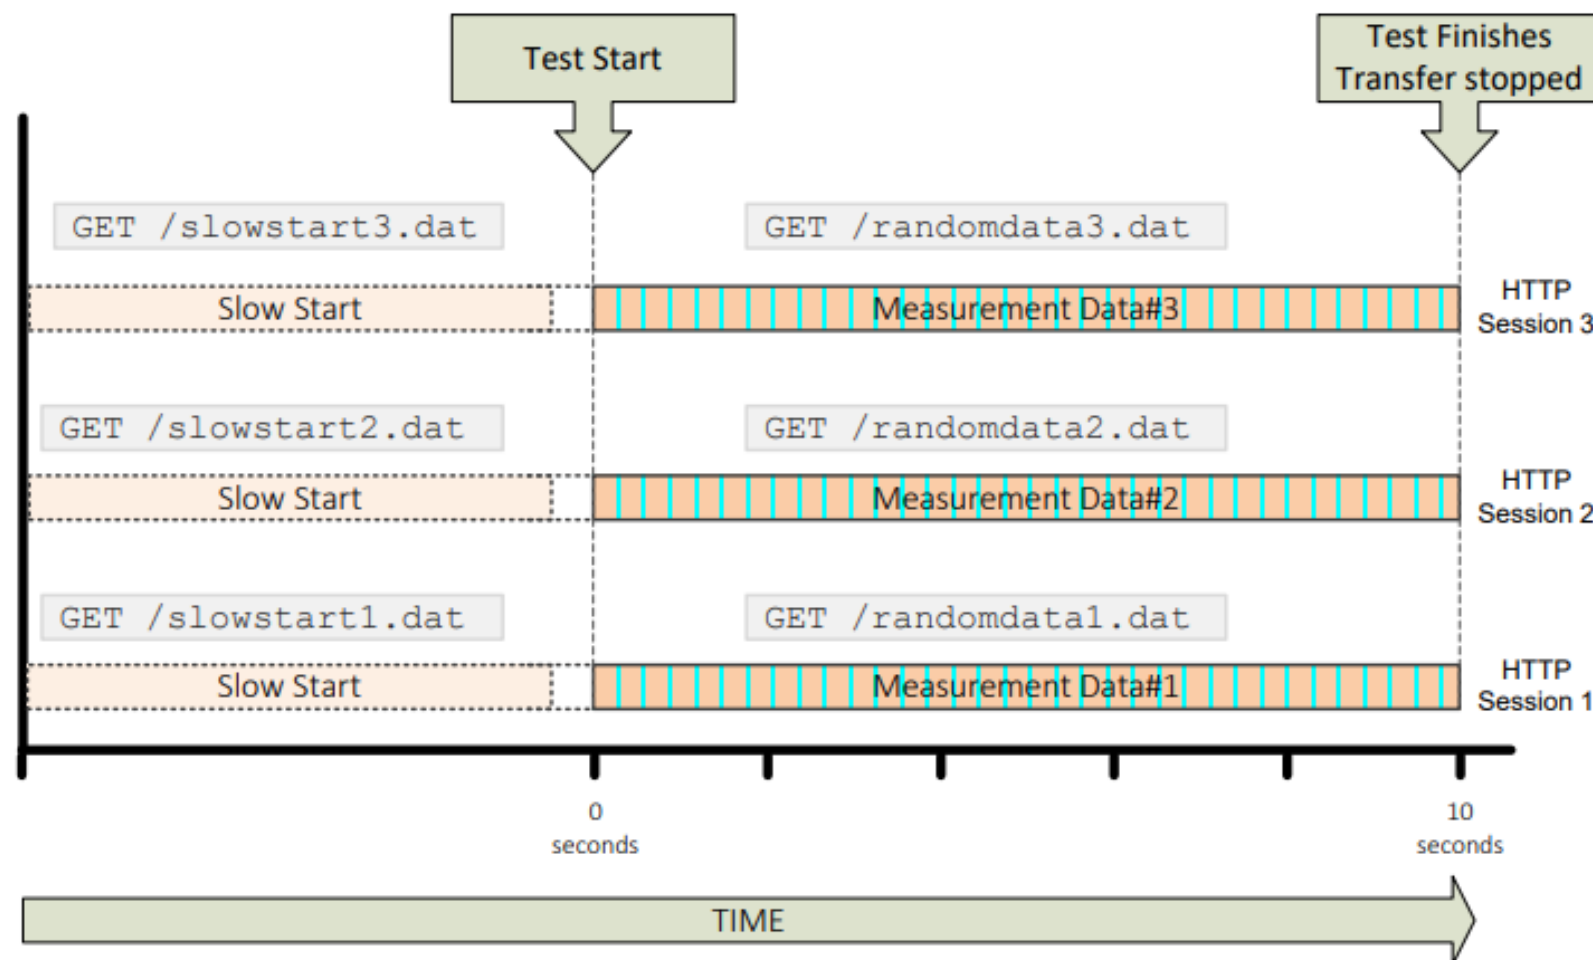 Test Start
Test Finishes
Transfer stopped
GET /slowstart3.dat
GET /randomdata3.dat
Slow Start
Measurement Data#3
HTTP
Session 3
GET /slowstart2.dat
GET /randomdata2.dat
Slow Start
Measurement Data#2
HTTP
Session 2
GET /slowstart1.dat
GET /randomdata1.dat
Slow Start
Measurement Data#1
HTTP
Session 1
0
seconds
10
seconds
TIME